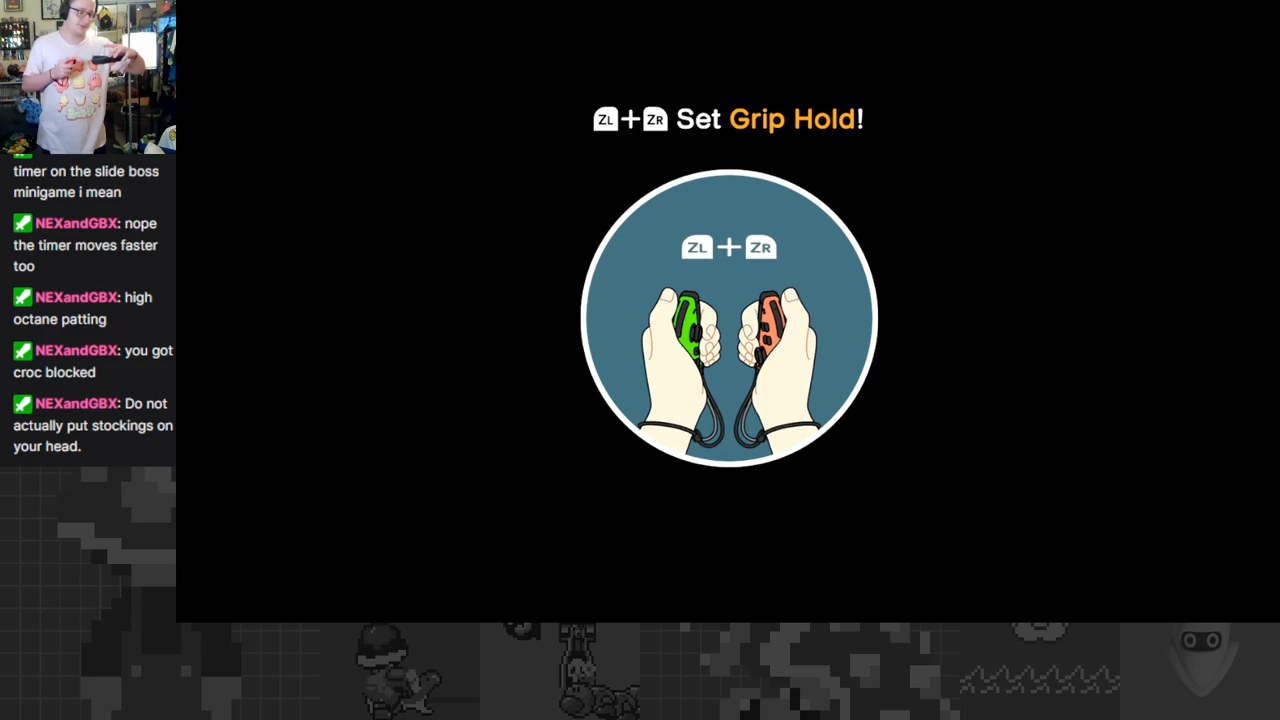 ZL+ZR Set Grip Hold!
ZL+ZR
timer on the slide boss
minigame i mean
NEXandGBX: nope
the timer moves faster
too
NEXandGBX: high
octane patting
NEXandGBX: you got
croc blocked
NEXandGBX: Do not
actually put stockings on
your head.